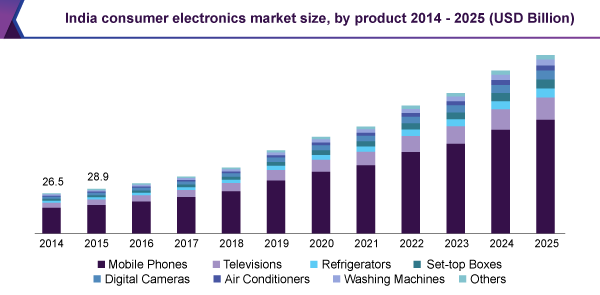 India consumer electronics market size, by product 2014 - 2025 (USD Billion)
26.5
28.9
2014 2015 2016 2017 2018 2019 2020 2021 2022 2023 2024 2025
Mobile Phones Televisions Refrigerators Set-top Boxes
Digital Cameras Air Conditioners Washing Machines Others